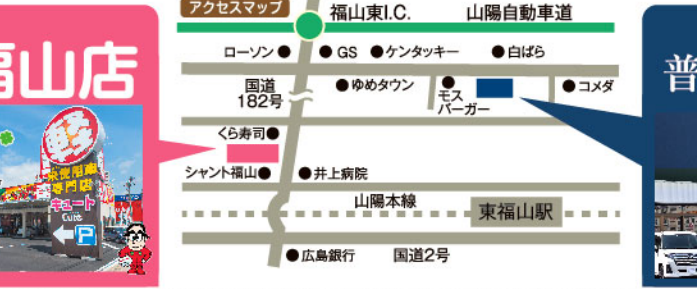 アクセスマップ
福山東I.C.
山陽自動車道
福山店
普
ローソン
GS
ケンタッキー
白ばら
国道
182号
ゆめタウン
モス
バーガー
コメダ
くら寿司
シャント福山
井上病院
軽
未使用車
専門店
キュート
Cute
P
山陽本線
東福山駅
広島銀行
国道2号